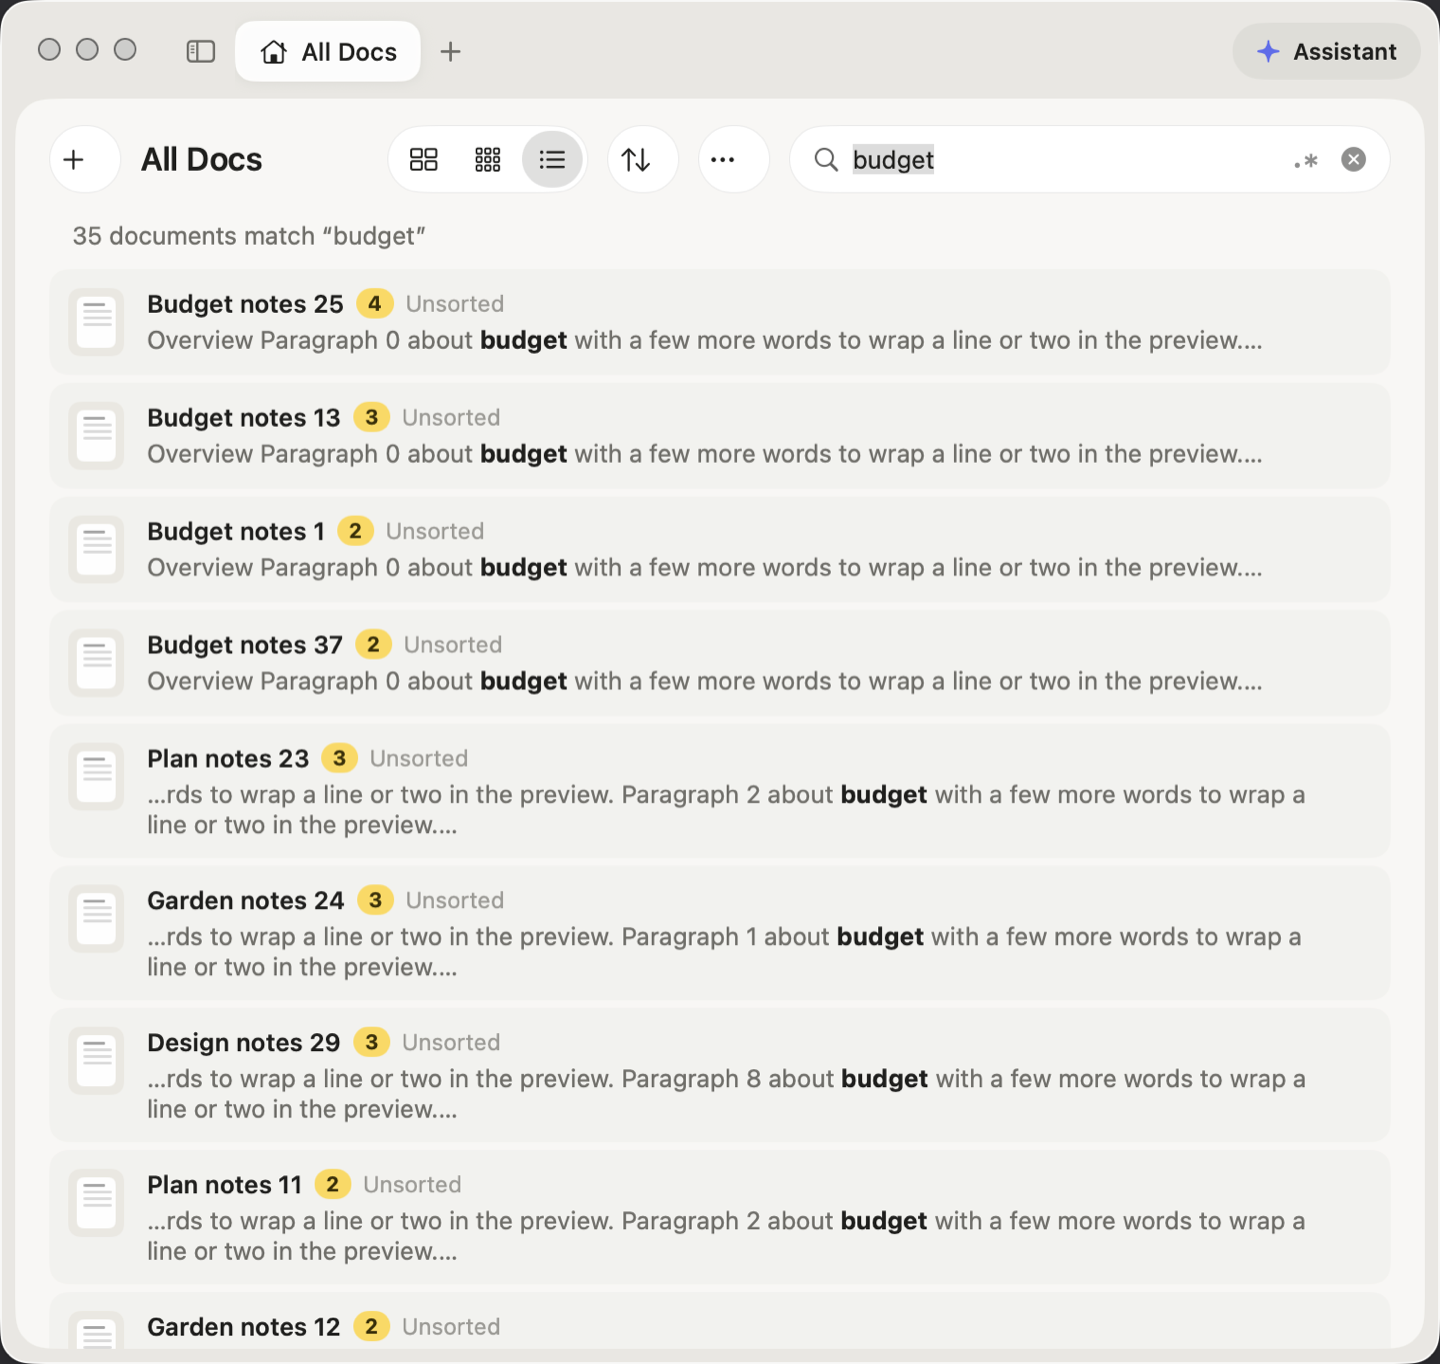 All Docs
Assistant
All Docs
budget
.*
35 documents match “budget”
Budget notes 25 4 Unsorted
Overview Paragraph 0 about budget with a few more words to wrap a line or two in the preview....
Budget notes 13 3 Unsorted
Overview Paragraph 0 about budget with a few more words to wrap a line or two in the preview....
Budget notes 1 2 Unsorted
Overview Paragraph 0 about budget with a few more words to wrap a line or two in the preview....
Budget notes 37 2 Unsorted
Overview Paragraph 0 about budget with a few more words to wrap a line or two in the preview....
Plan notes 23 3 Unsorted
...rds to wrap a line or two in the preview. Paragraph 2 about budget with a few more words to wrap a
line or two in the preview....
Garden notes 24 3 Unsorted
...rds to wrap a line or two in the preview. Paragraph 1 about budget with a few more words to wrap a
line or two in the preview....
Design notes 29 3 Unsorted
...rds to wrap a line or two in the preview. Paragraph 8 about budget with a few more words to wrap a
line or two in the preview....
Plan notes 11 2 Unsorted
...rds to wrap a line or two in the preview. Paragraph 2 about budget with a few more words to wrap a
line or two in the preview....
Garden notes 12 2 Unsorted